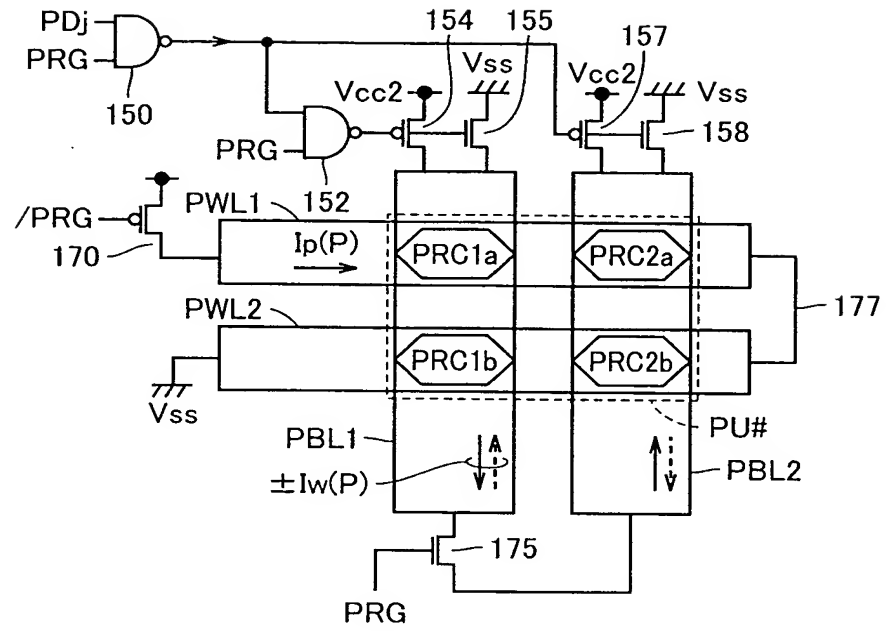 PDj
PRG
150
154
155
157
Vcc2
Vss
Vcc2
Vss
158
PRG
152
/PRG
170
PWL1
Ip(P)
PRC1a
PRC2a
177
PWL2
PRC1b
PRC2b
Vss
PU#
PBL1
±Iw(P)
PBL2
175
PRG